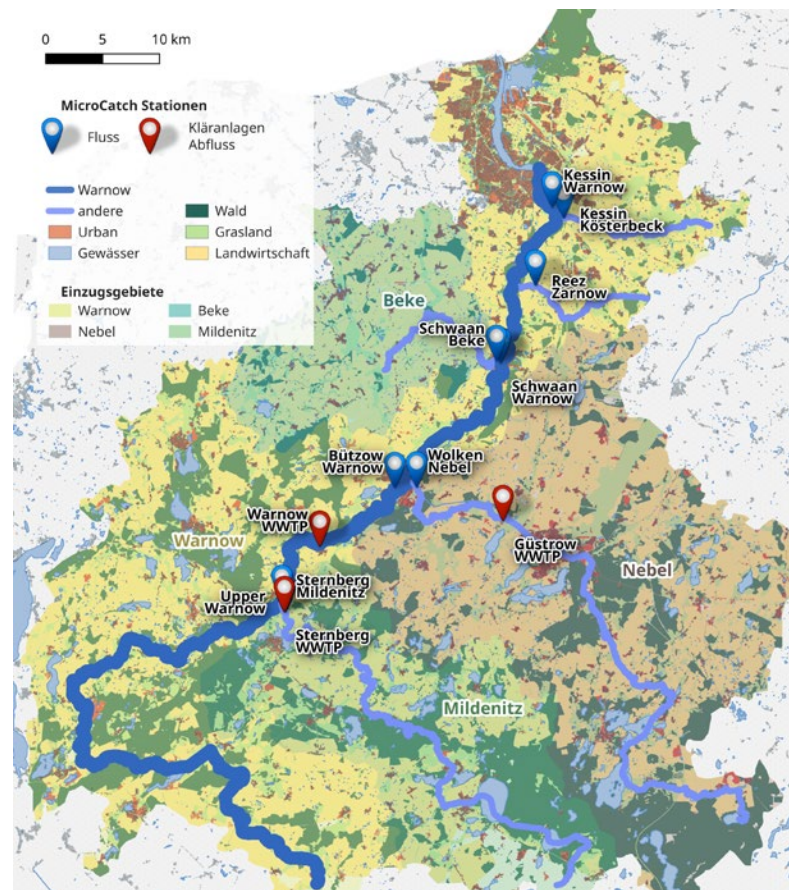 0 5 10 km
MicroCatch Stationen
Fluss
Kläranlagen
Abfluss
Warnow
andere
Wald
Urban
Grasland
Gewässer
Landwirtschaft
Einzugsgebiete
Warnow
Beke
Nebel
Mildenitz
Kessin
Warnow
Kessin
Kösterbeck
Reez
Zarnow
Beke
Schwaan
Beke
Schwaan
Warnow
Bützow
Warnow
Wolken
Nebel
Warnow
WWTP
Warnow
Güstrow
WWTP
Nebel
Upper
Warnow
Sternberg
Mildenitz
Sternberg
WWTP
Mildenitz